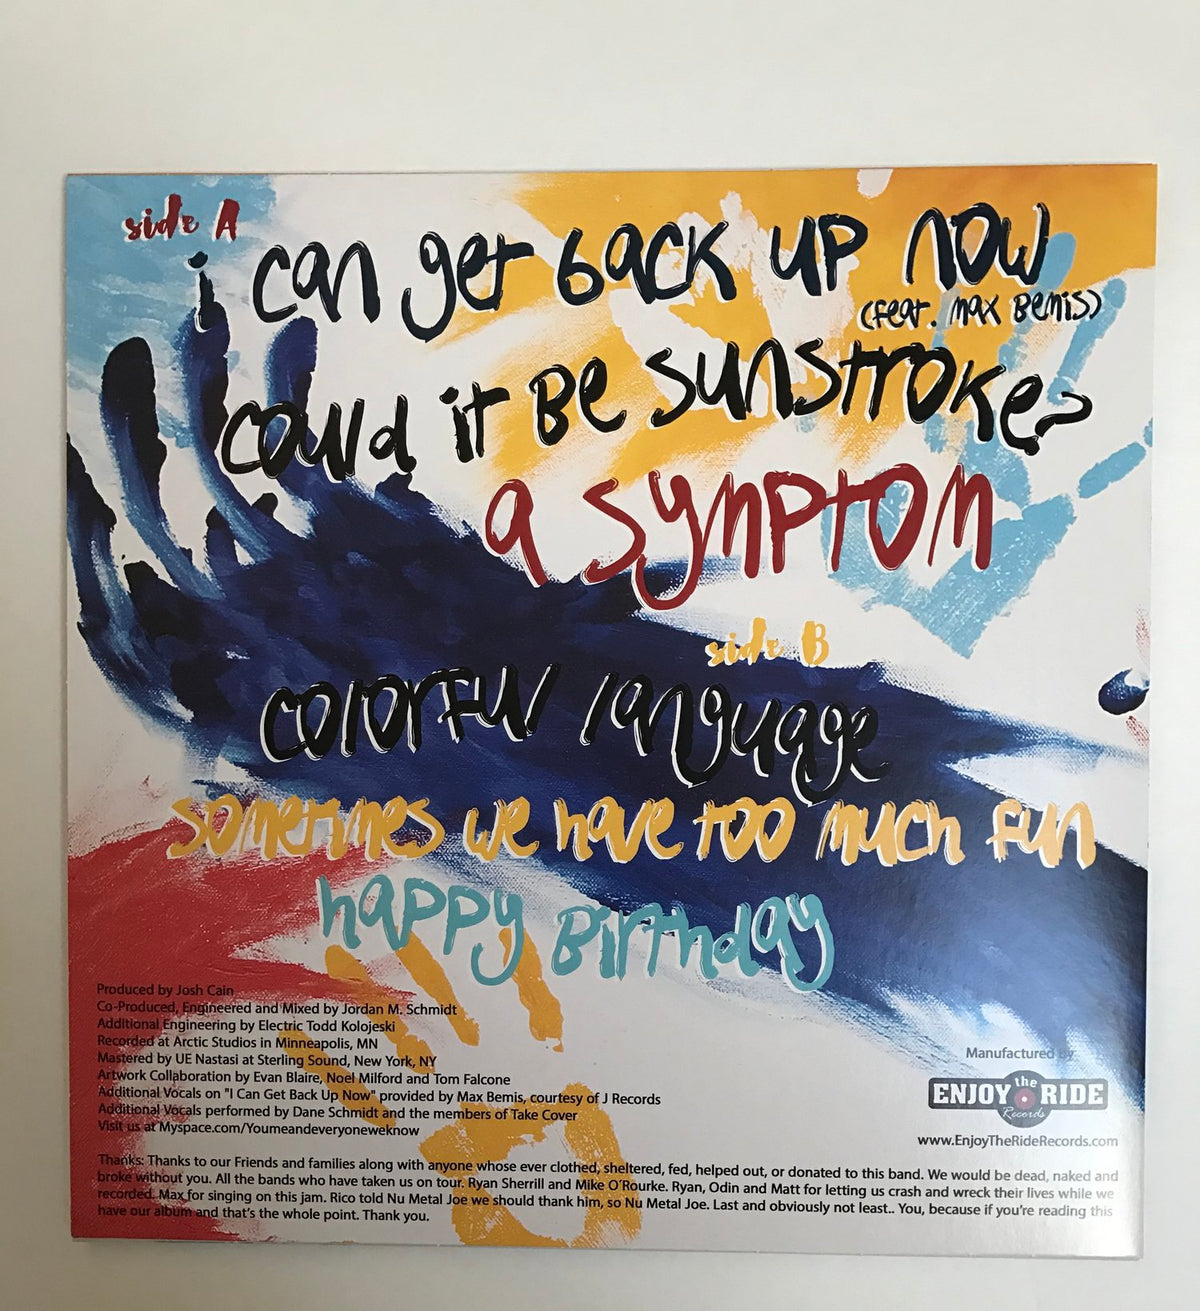 side A
i can get back up now
(feat. max Bemis)
could it Be sunstroke?
a symptom
side B
colorful language
sometimes we have too much fun
happy Birthday
Produced by Josh Cain
Co-Produced, Engineered and Mixed by Jordan M. Schmidt
Additional Engineering by Electric Todd Kolojeski
Recorded at Arctic Studios in Minneapolis, MN
Mastered by UE Nastasi at Sterling Sound, New York, NY
Artwork Collaboration by Evan Blaire, Noel Milford and Tom Falcone
Additional Vocals on "I Can Get Back Up Now" provided by Max Bemis, courtesy of J Records
Additional Vocals performed by Dane Schmidt and the members of Take Cover
Visit us at Myspace.com/Youmeandeveryoneweknow
Manufactured by
ENJOY the RIDE
Records
www.EnjoyTheRideRecords.com
Thanks: Thanks to our Friends and families along with anyone whose ever clothed, sheltered, fed, helped out, or donated to this band. We would be dead, naked and
broke without you. All the bands who have taken us on tour. Ryan Sherrill and Mike O'Rourke. Ryan, Odin and Matt for letting us crash and wreck their lives while we
recorded. Max for singing on this jam. Rico told Nu Metal Joe we should thank him, so Nu Metal Joe. Last and obviously not least.. You, because if you're reading this
have our album and that's the whole point. Thank you.